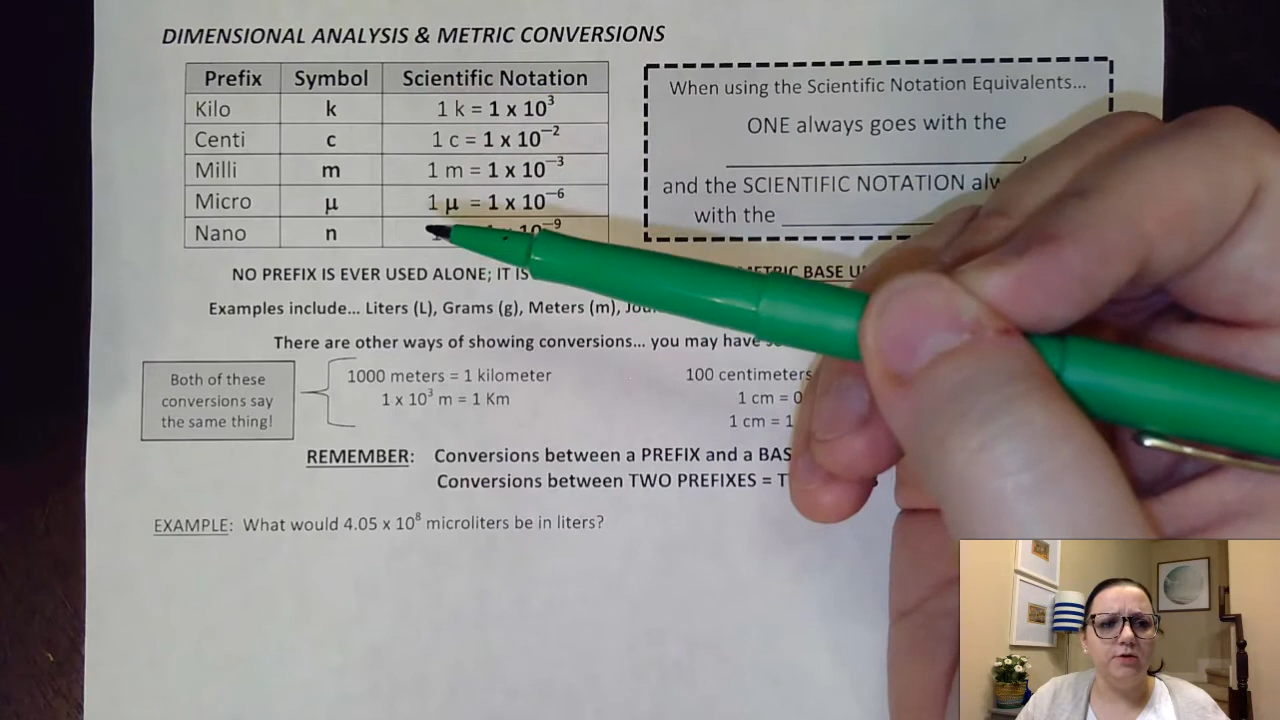 DIMENSIONAL ANALYSIS & METRIC CONVERSIONS
Prefix Symbol Scientific Notation
Kilo k 1 k = 1 x 10³
Centi c 1 c = 1 x 10⁻²
Milli m 1 m = 1 x 10⁻³
Micro µ 1 µ = 1 x 10⁻⁶
Nano n 10⁻⁹
When using the Scientific Notation Equivalents...
ONE always goes with the
____________________,
and the SCIENTIFIC NOTATION
with the ____________________
NO PREFIX IS EVER USED ALONE; IT IS BASE
Examples include... Liters (L), Grams (g), Meters (m),
There are other ways of showing conversions... you may have
Both of these
conversions say
the same thing!
1000 meters = 1 kilometer
1 x 10³ m = 1 Km
100 centimeters
1 cm = 0
1 cm = 1
REMEMBER: Conversions between a PREFIX and a
Conversions between TWO PREFIXES =
EXAMPLE: What would 4.05 x 10⁸ microliters be in liters?